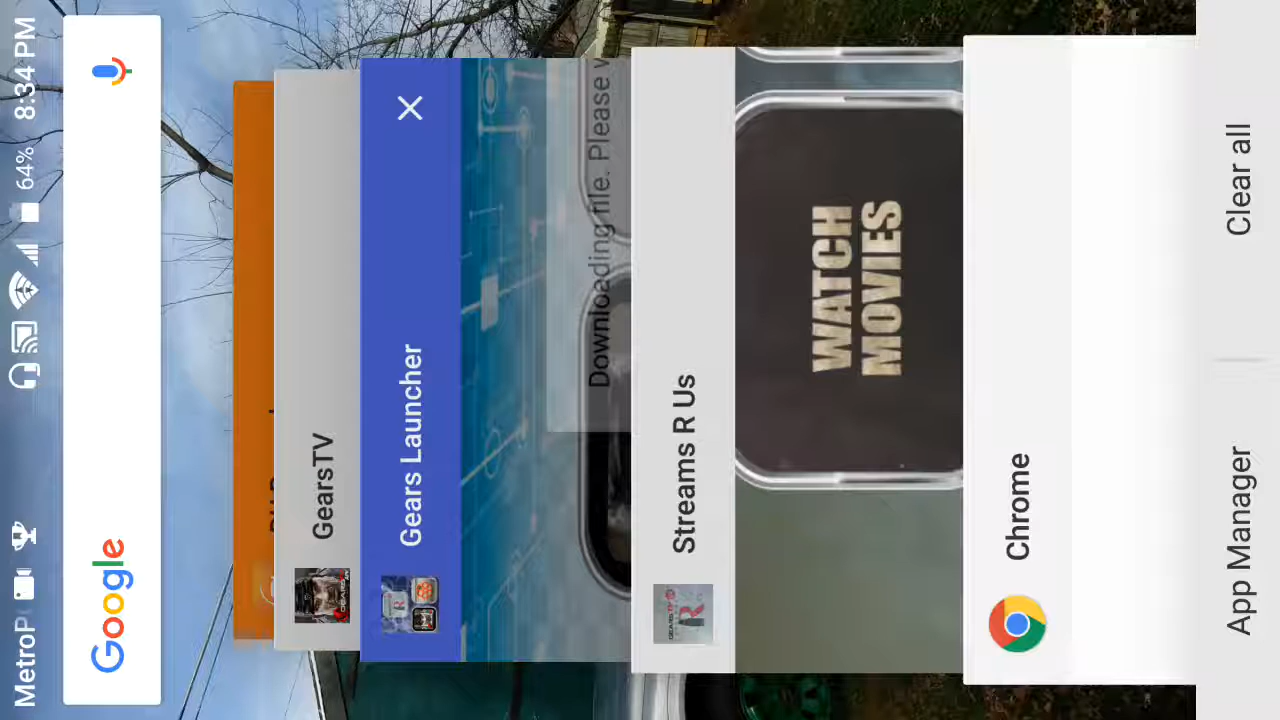 MetroP
64% 8:34 PM
Google
GearsTV
Gears Launcher
Downloading file. Please
Streams R Us
WATCH
MOVIES
Chrome
App Manager
Clear all